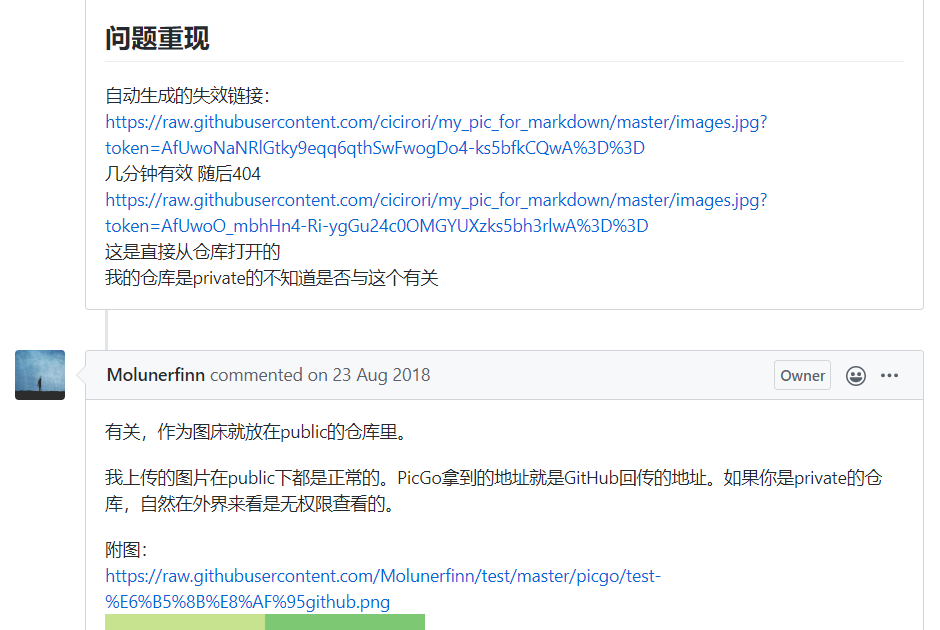 问题重现
自动生成的失效链接：
https://raw.githubusercontent.com/cicirori/my_pic_for_markdown/master/images.jpg?
token=AfUwoNaNRlGtky9eqq6qthSwFwogDo4-ks5bfkCQwA%3D%3D
几分钟有效 随后404
https://raw.githubusercontent.com/cicirori/my_pic_for_markdown/master/images.jpg?
token=AfUwoO_mbhHn4-Ri-ygGu24c0OMGYUXzks5bh3rlwA%3D%3D
这是直接从仓库打开的
我的仓库是private的不知道是否与这个有关
Molunerfinn commented on 23 Aug 2018 Owner
有关，作为图床就放在public的仓库里。
我上传的图片在public下都是正常的。PicGo拿到的地址就是GitHub回传的地址。如果你是private的仓
库，自然在外界来看是无权限查看的。
附图：
https://raw.githubusercontent.com/Molunerfinn/test/master/picgo/test-
%E6%B5%8B%E8%AF%95github.png